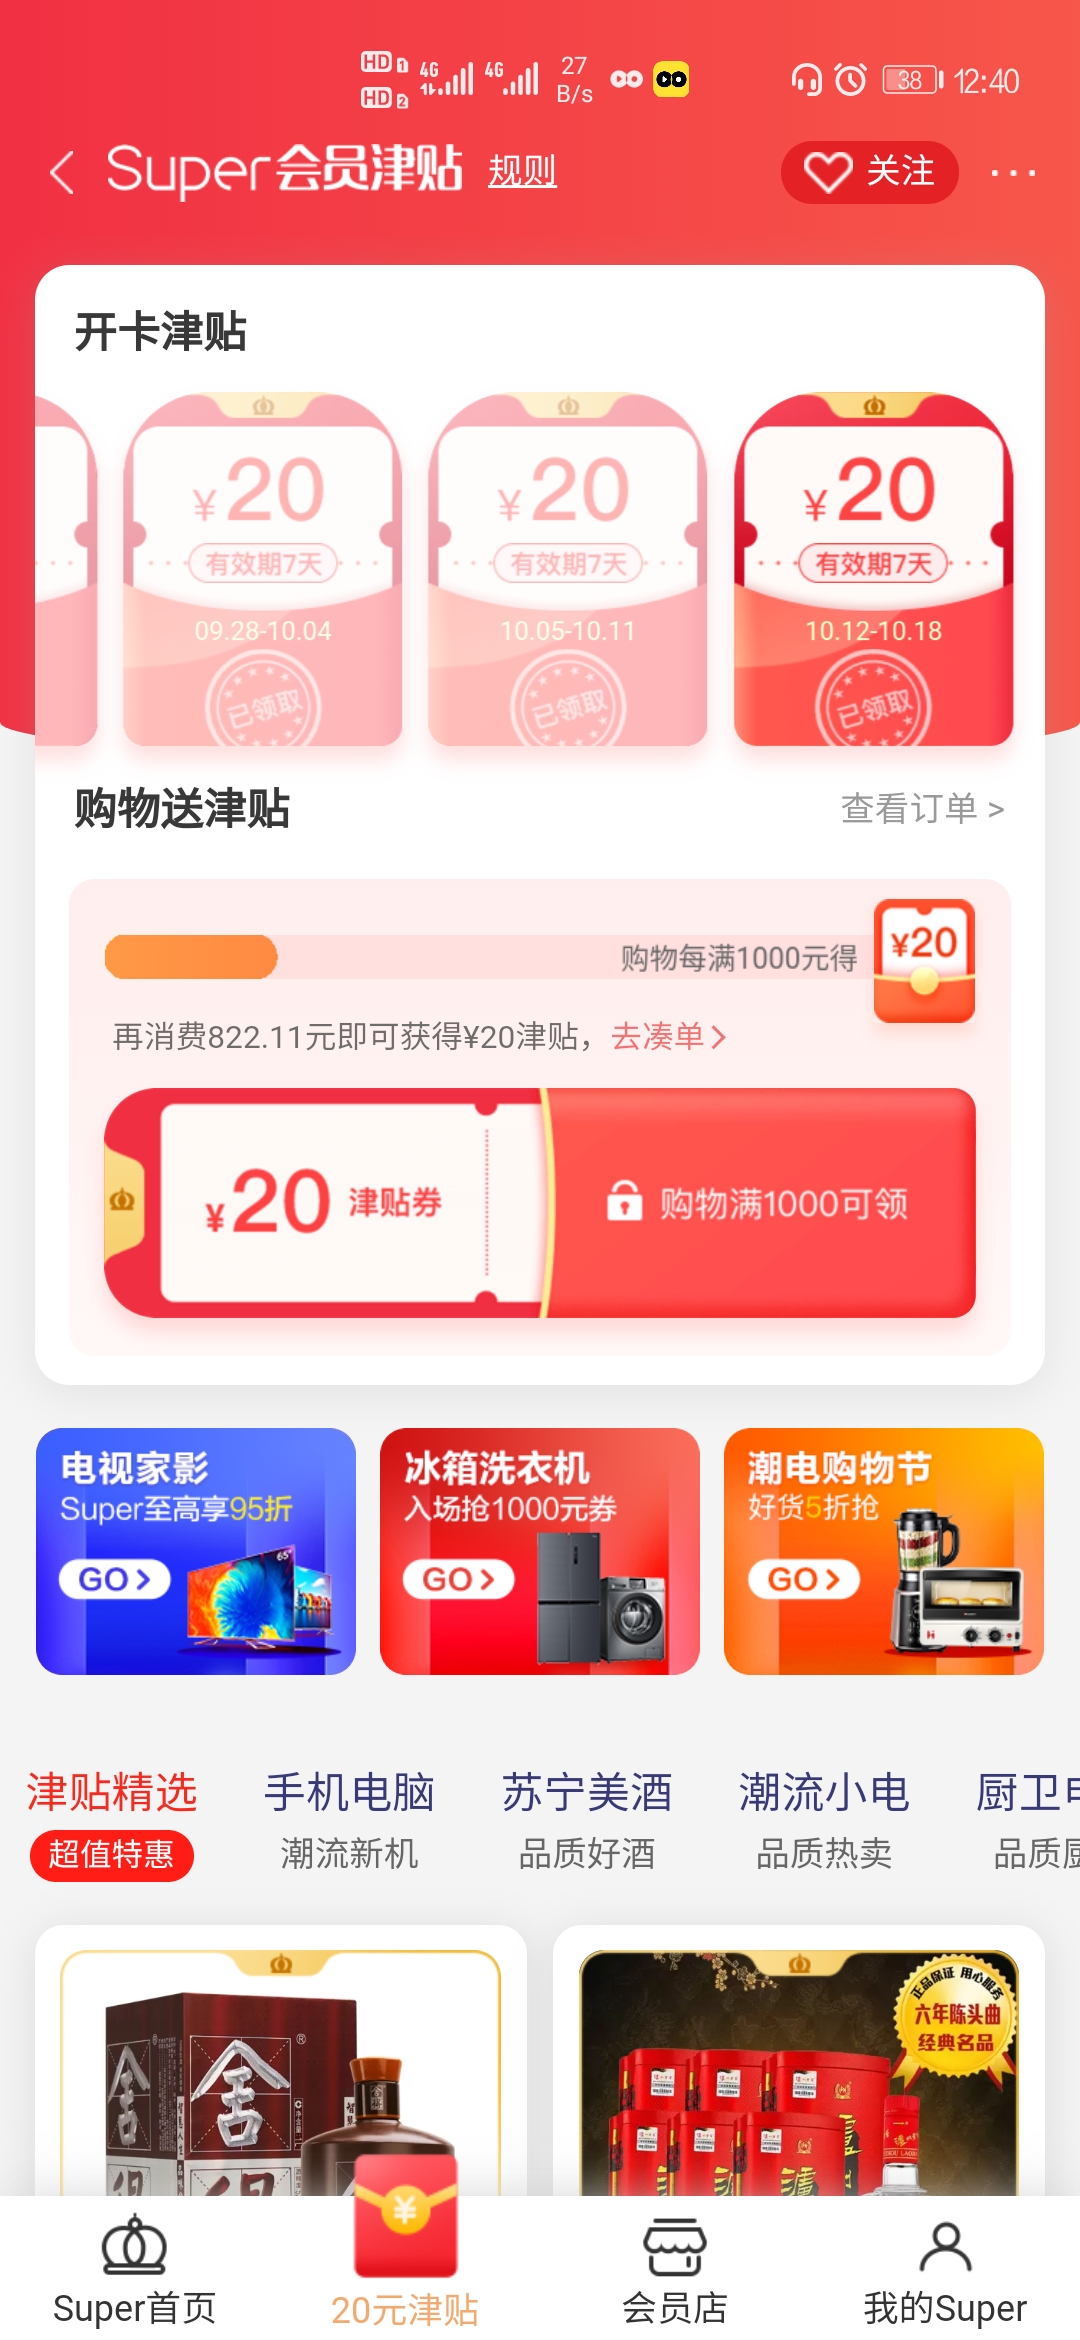 HD 1 4G 4G 27 38 12:40
HD 2 B/s
Super会员津贴 规则 关注 ···
开卡津贴
¥20 ¥20 ¥20
有效期7天 有效期7天 有效期7天
09.28-10.04 10.05-10.11 10.12-10.18
已领取 已领取 已领取
购物送津贴 查看订单 >
购物每满1000元得 ¥20
再消费822.11元即可获得¥20津贴，去凑单>
¥20 津贴券 购物满1000可领
电视家影 冰箱洗衣机 潮电购物节
Super至高享95折 入场抢1000元券 好货5折抢
GO> GO> GO>
65"
津贴精选 手机电脑 苏宁美酒 潮流小电 厨卫
超值特惠 潮流新机 品质好酒 品质热卖 品质
正品保证 用心服务
六年陈头曲
经典名品
舍 舍
得
泸
¥
Super首页 20元津贴 会员店 我的Super